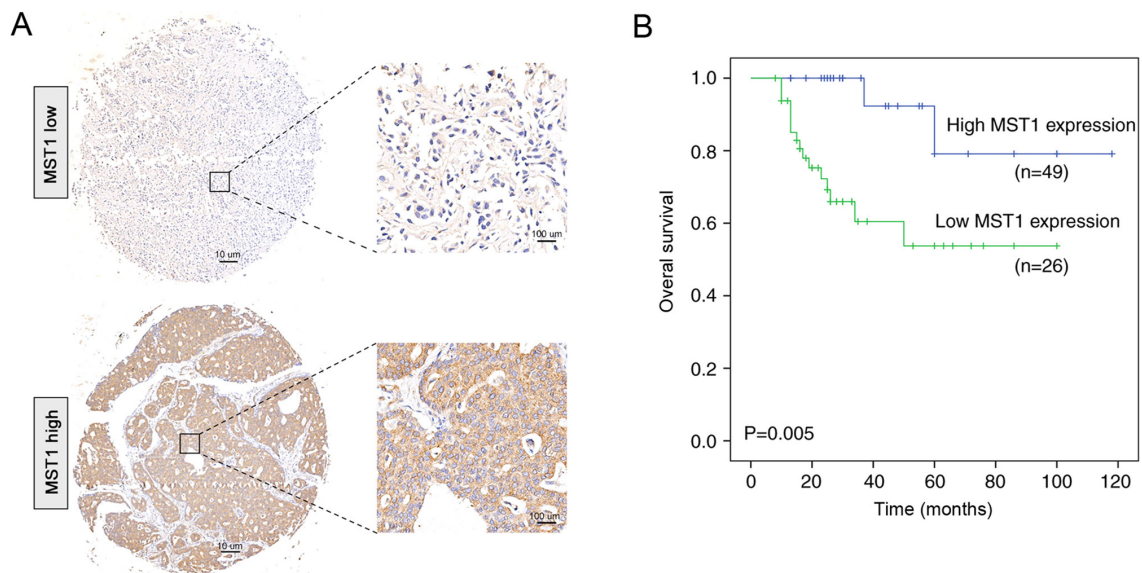 A
MST1 low
10 um
100 um
MST1 high
10 um
100 um
B
Overal survival
1.0
0.8
0.6
0.4
0.2
0.0
High MST1 expression
(n=49)
Low MST1 expression
(n=26)
P=0.005
0 20 40 60 80 100 120
Time (months)